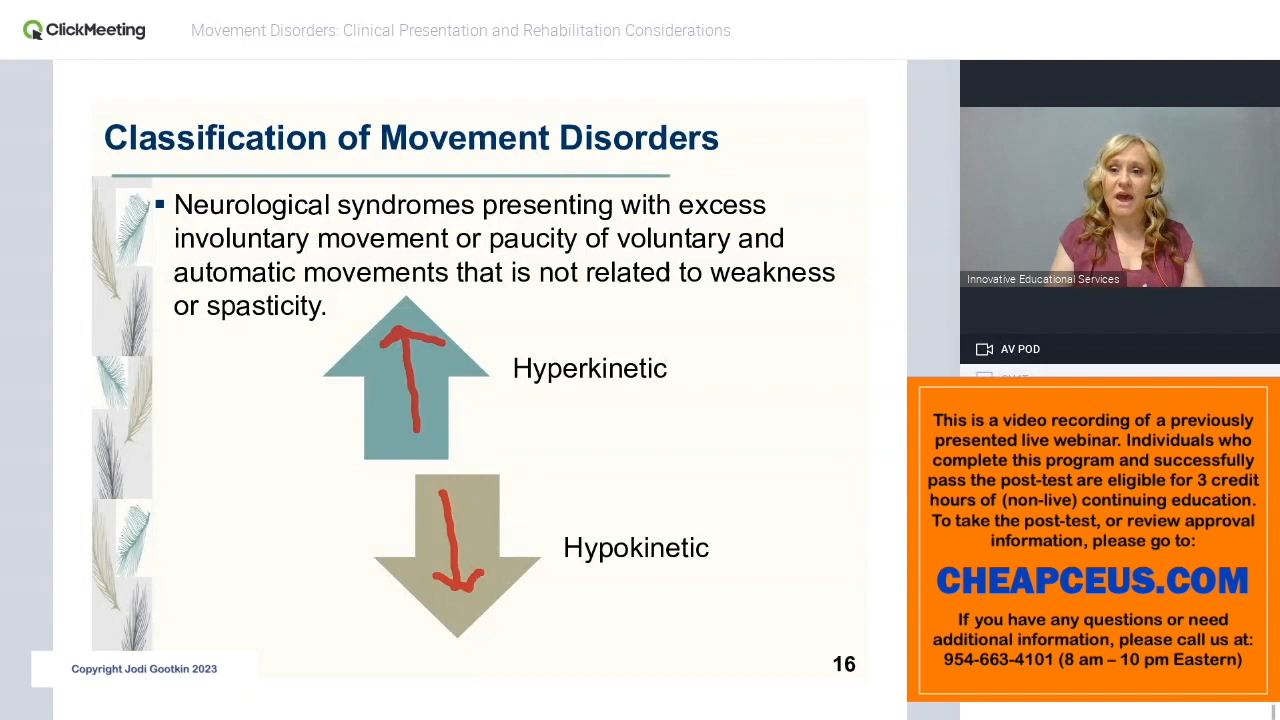 ClickMeeting
Movement Disorders: Clinical Presentation and Rehabilitation Considerations
Classification of Movement Disorders
▪ Neurological syndromes presenting with excess
involuntary movement or paucity of voluntary and
automatic movements that is not related to weakness
or spasticity.
Hyperkinetic
Hypokinetic
Copyright Jodi Gootkin 2023
16
Innovative Educational Services
AV POD
This is a video recording of a previously
presented live webinar. Individuals who
complete this program and successfully
pass the post-test are eligible for 3 credit
hours of (non-live) continuing education.
To take the post-test, or review approval
information, please go to:
CHEAPCEUS.COM
If you have any questions or need
additional information, please call us at:
954-663-4101 (8 am – 10 pm Eastern)